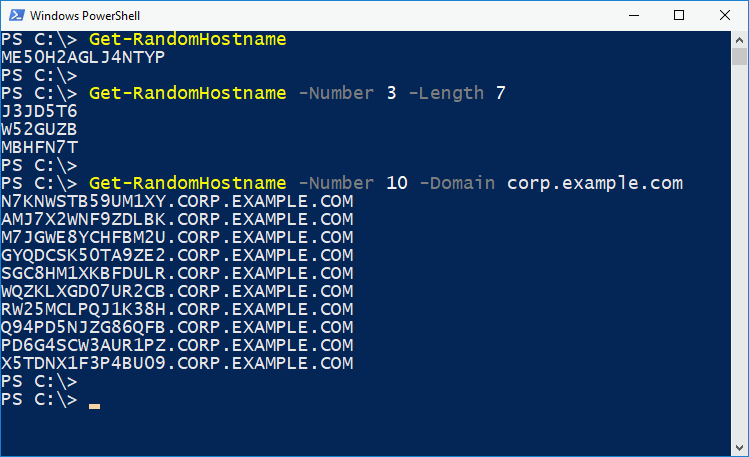 Windows PowerShell
PS C:\> Get-RandomHostname
ME50H2AGLJ4NTYP
PS C:\>
PS C:\> Get-RandomHostname -Number 3 -Length 7
J3JD5T6
W52GUZB
MBHFN7T
PS C:\>
PS C:\> Get-RandomHostname -Number 10 -Domain corp.example.com
N7KNWSTB59UM1XY.CORP.EXAMPLE.COM
AMJ7X2WNF9ZDLBK.CORP.EXAMPLE.COM
M7JGWE8YCHFBM2U.CORP.EXAMPLE.COM
GYQDCSK50TA9ZE2.CORP.EXAMPLE.COM
SGC8HM1XKBFDULR.CORP.EXAMPLE.COM
WQZKLXGD07UR2CB.CORP.EXAMPLE.COM
RW25MCLPQJ1K38H.CORP.EXAMPLE.COM
Q94PD5NJZG86QFB.CORP.EXAMPLE.COM
PD6G4SCW3AUR1PZ.CORP.EXAMPLE.COM
X5TDNX1F3P4BU09.CORP.EXAMPLE.COM
PS C:\>
PS C:\>